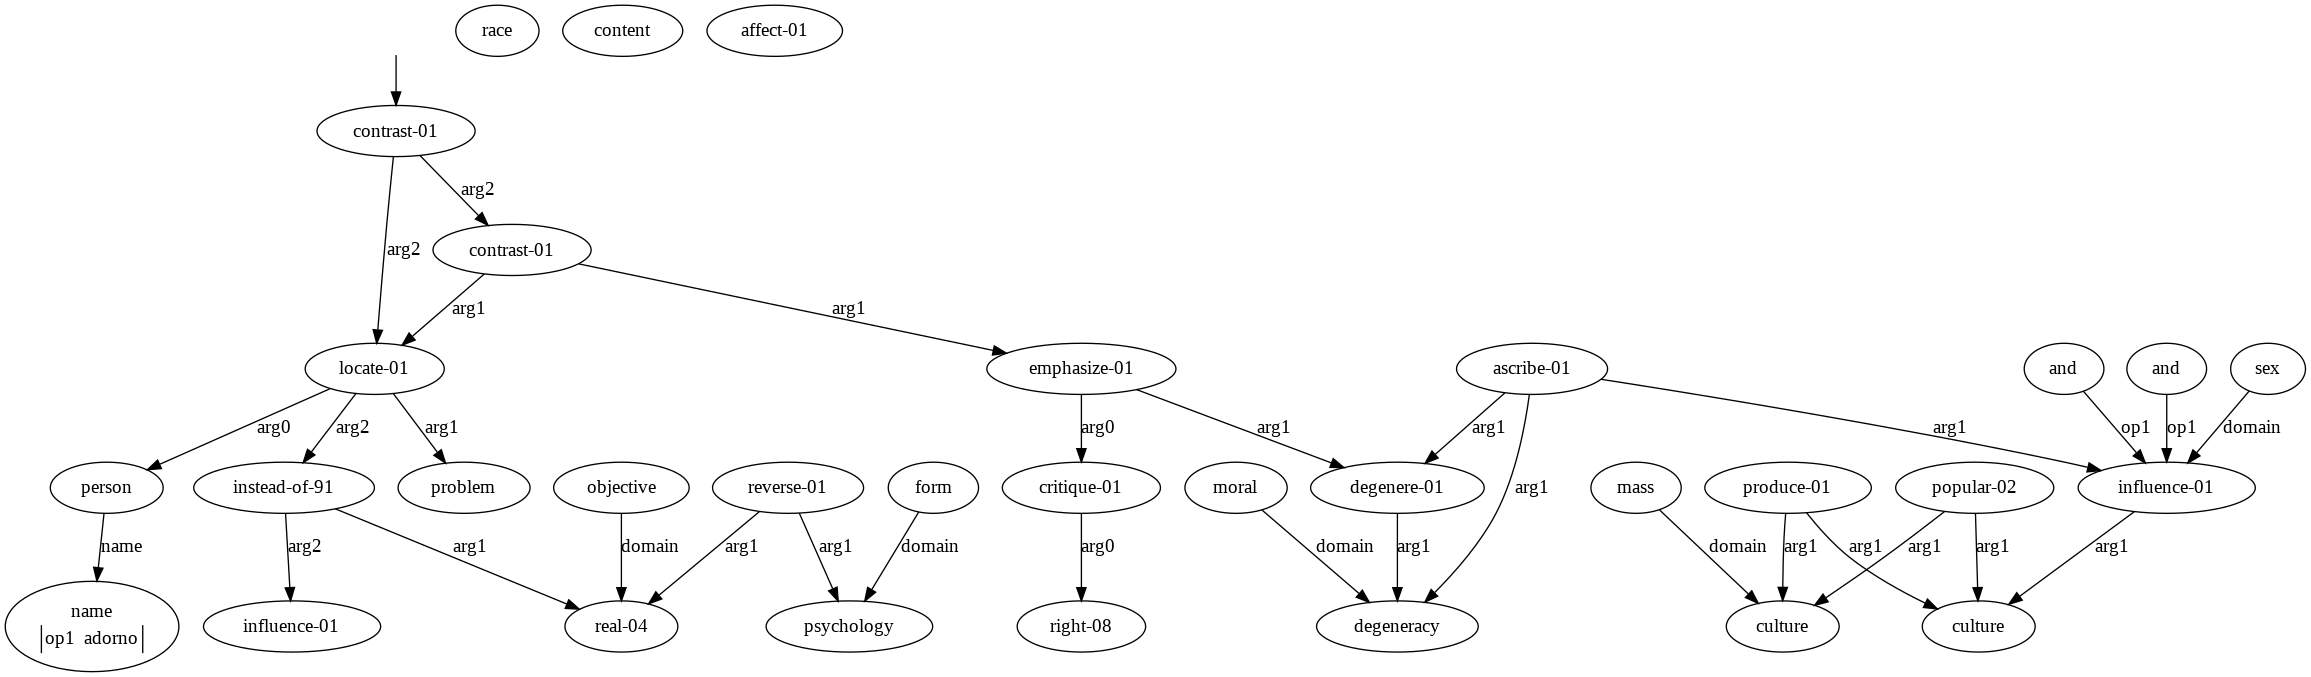 race content affect-01
contrast-01
arg2
contrast-01
arg2
arg1 arg1
locate-01 emphasize-01 ascribe-01 and and sex
arg0 arg2 arg1 arg0 arg1 arg1 arg1 op1 op1 domain
person instead-of-91 problem objective reverse-01 form critique-01 moral degenere-01 arg1 mass produce-01 popular-02 influence-01
name arg2 arg1 domain arg1 arg1 domain arg0 domain arg1 domain arg1 arg1 arg1 arg1 arg1
name
op1 adorno
influence-01 real-04 psychology right-08 degeneracy culture culture